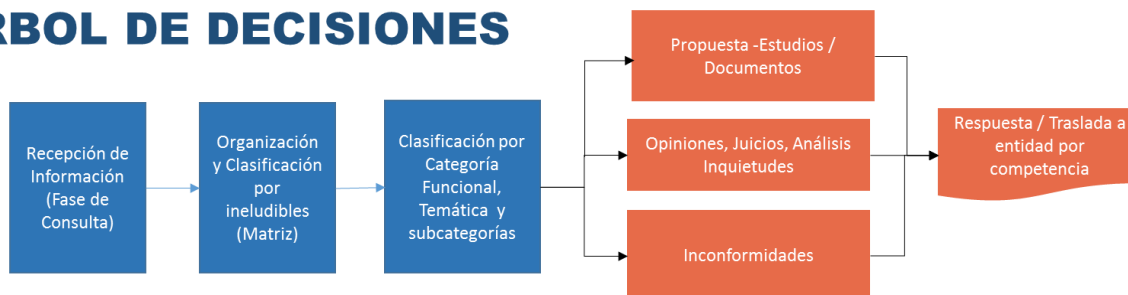 RBOL DE DECISIONES
Recepción de
Información
(Fase de
Consulta)
Organización
y Clasificación
por
ineludibles
(Matriz)
Clasificación por
Categoría
Funcional,
Temática y
subcategorías
Propuesta -Estudios /
Documentos
Opiniones, Juicios, Análisis
Inquietudes
Inconformidades
Respuesta / Traslada a
entidad por
competencia